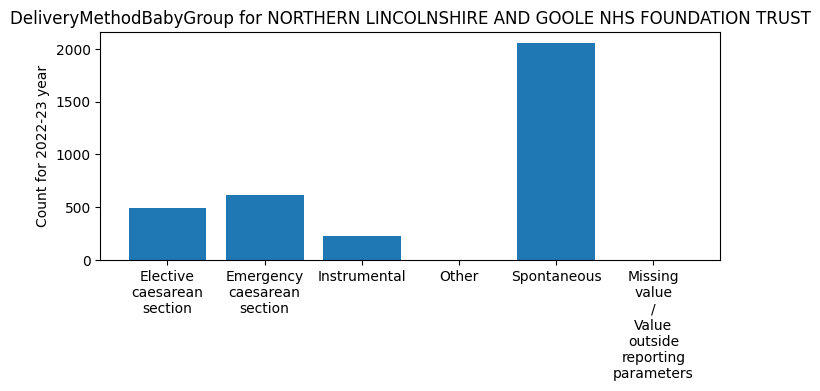 DeliveryMethodBabyGroup for NORTHERN LINCOLNSHIRE AND GOOLE NHS FOUNDATION TRUST
Count for 2022-23 year
2000
1500
1000
500
0
Elective
caesarean
section
Emergency
caesarean
section
Instrumental
Other
Spontaneous
Missing
value
/
Value
outside
reporting
parameters